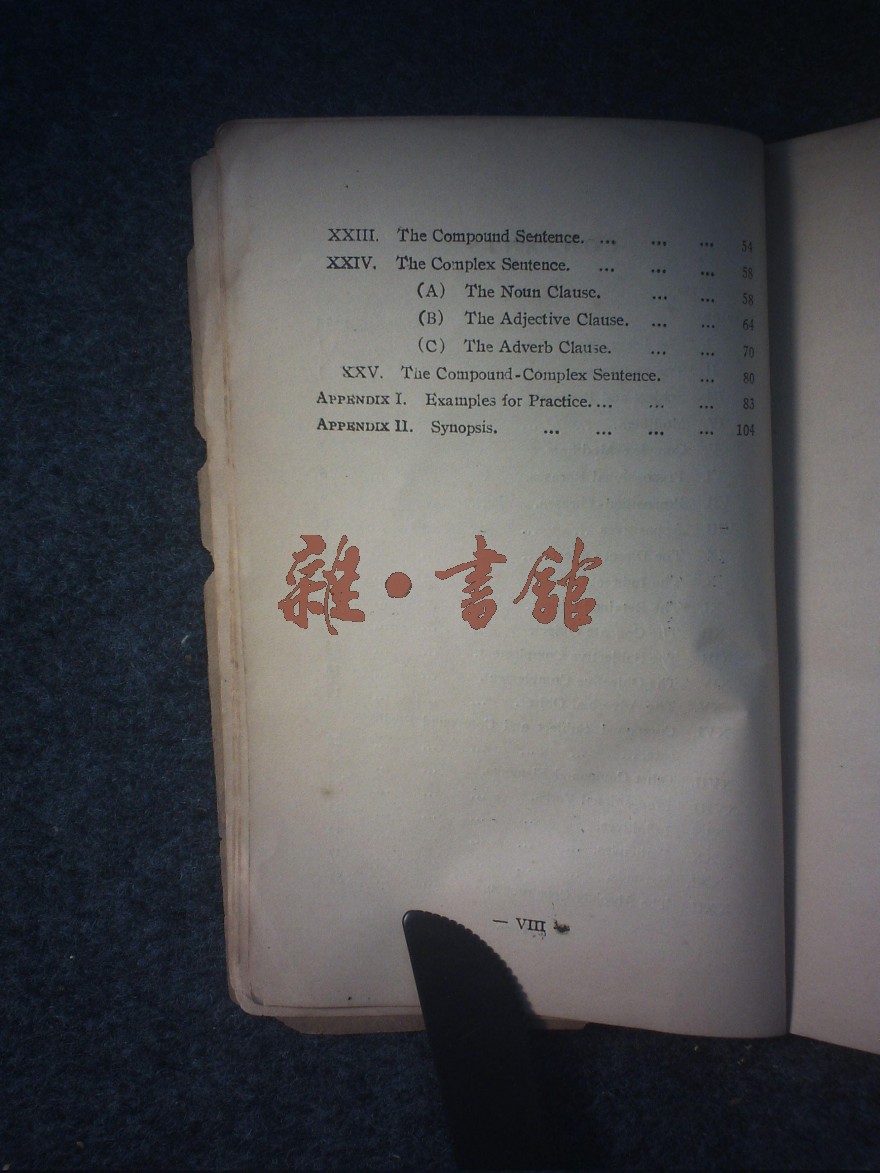 XXIII. The Compound Sentence. ... ... ... 54
XXIV. The Complex Sentence. ... ... ... 58
(A) The Noun Clause. ... ... 58
(B) The Adjective Clause. ... ... 64
(C) The Adverb Clause. ... ... 70
XXV. The Compound-Complex Sentence. ... 80
APPENDIX I. Examples for Practice. ... ... ... 83
APPENDIX II. Synopsis. ... ... ... ... 104
雜•書館
— VIII —